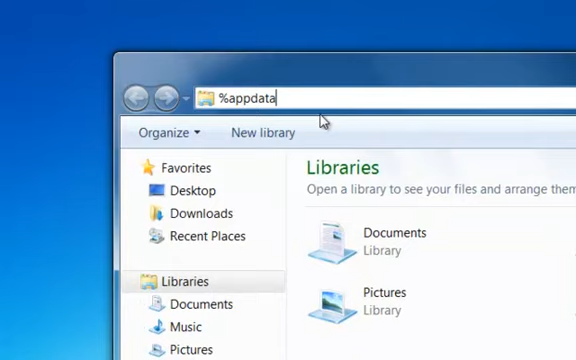 %appdata
Organize
New library
Favorites
Desktop
Downloads
Recent Places
Libraries
Documents
Music
Pictures
Libraries
Open a library to see your files and arrange them
Documents
Library
Pictures
Library